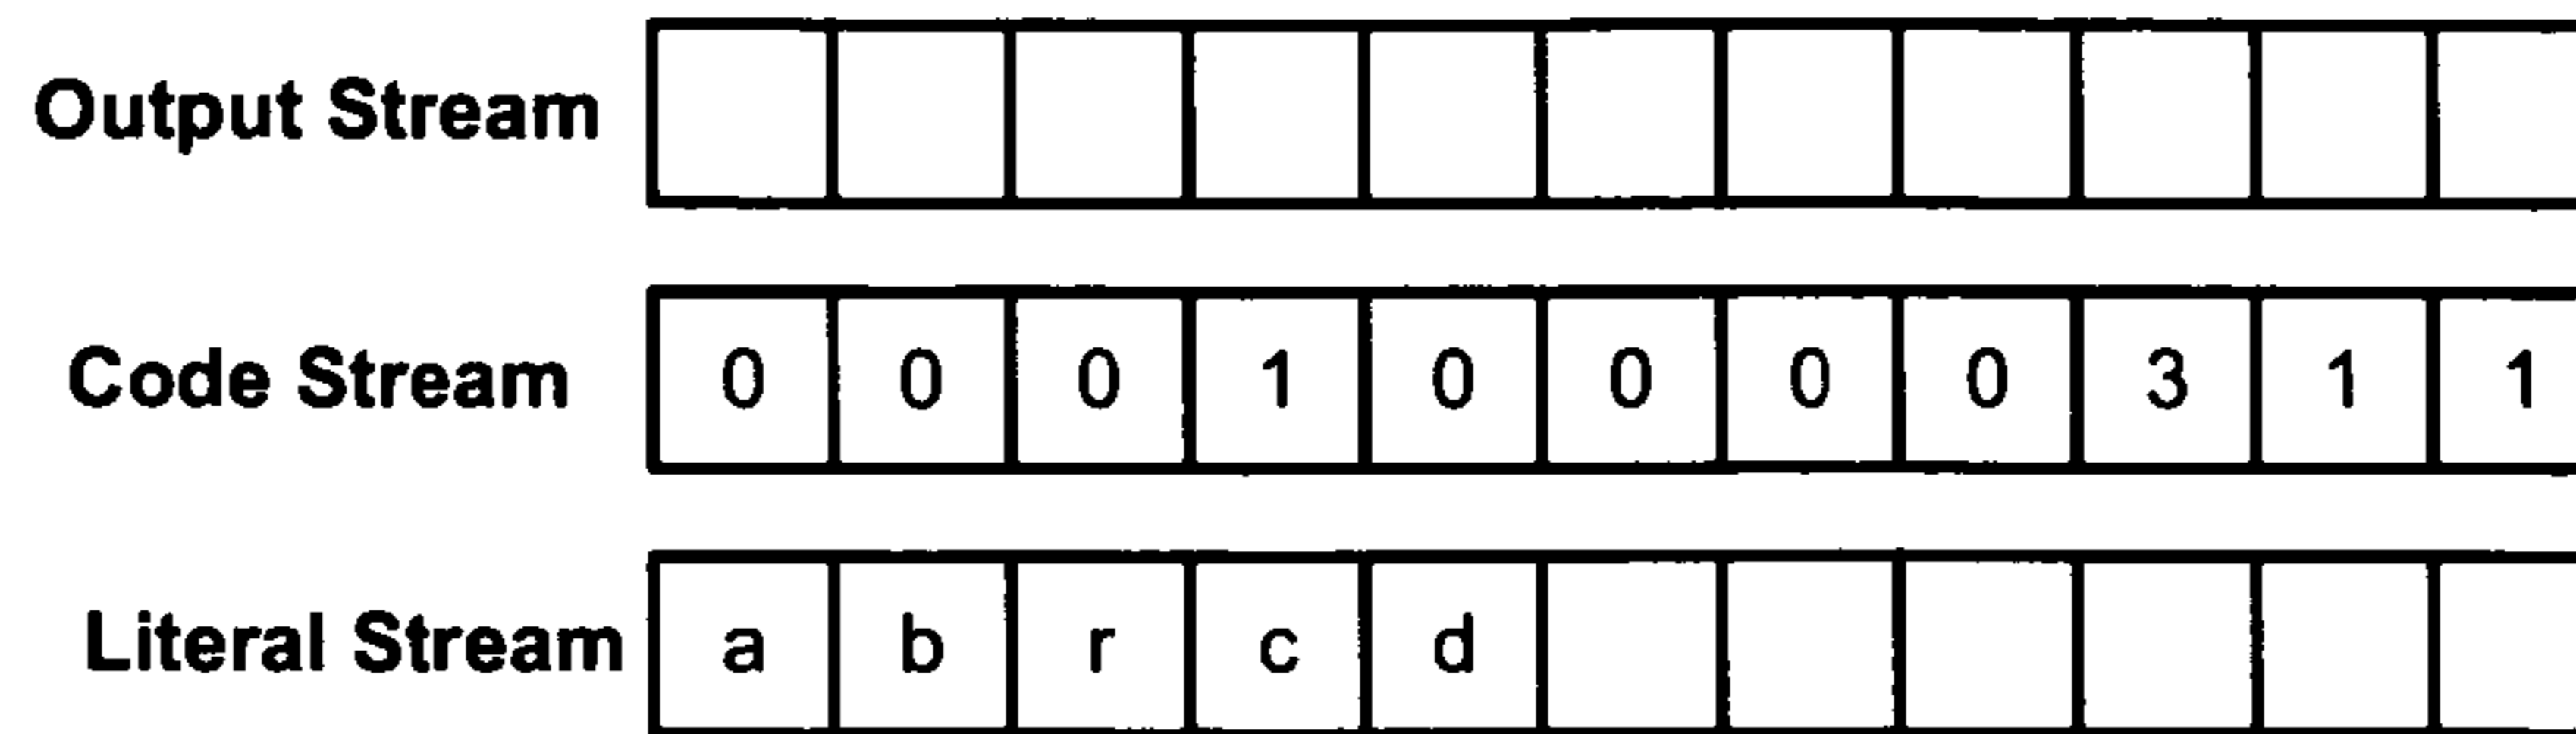 Output Stream
Code Stream 0 0 0 1 0 0 0 0 3 1 1
Literal Stream a b r c d